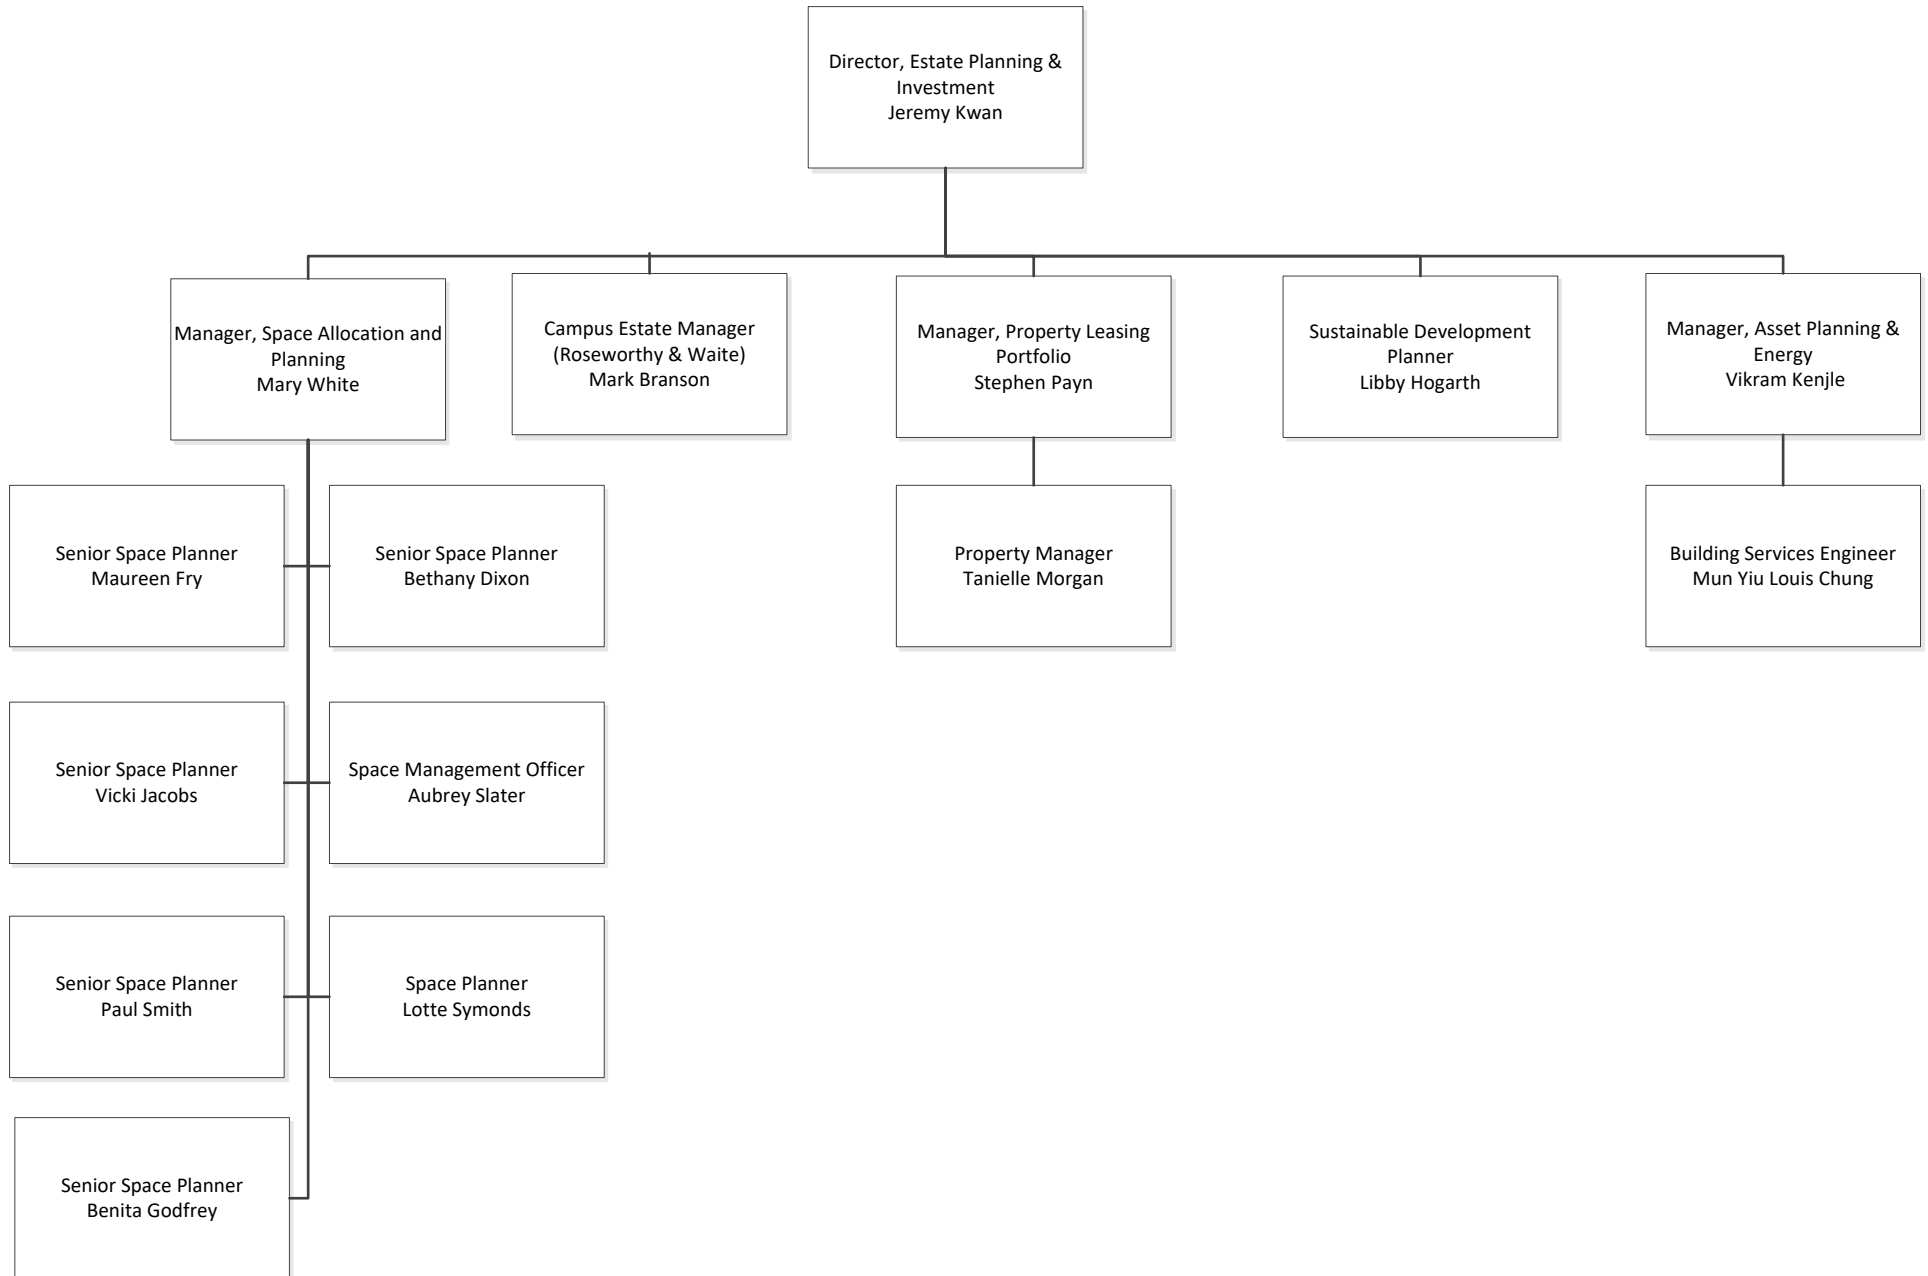 Director, Estate Planning &
Investment
Jeremy Kwan
Manager, Space Allocation and
Planning
Mary White
Campus Estate Manager
(Roseworthy & Waite)
Mark Branson
Manager, Property Leasing
Portfolio
Stephen Payn
Sustainable Development
Planner
Libby Hogarth
Manager, Asset Planning &
Energy
Vikram Kenjle
Senior Space Planner
Maureen Fry
Senior Space Planner
Bethany Dixon
Property Manager
Tanielle Morgan
Building Services Engineer
Mun Yiu Louis Chung
Senior Space Planner
Vicki Jacobs
Space Management Officer
Aubrey Slater
Senior Space Planner
Paul Smith
Space Planner
Lotte Symonds
Senior Space Planner
Benita Godfrey